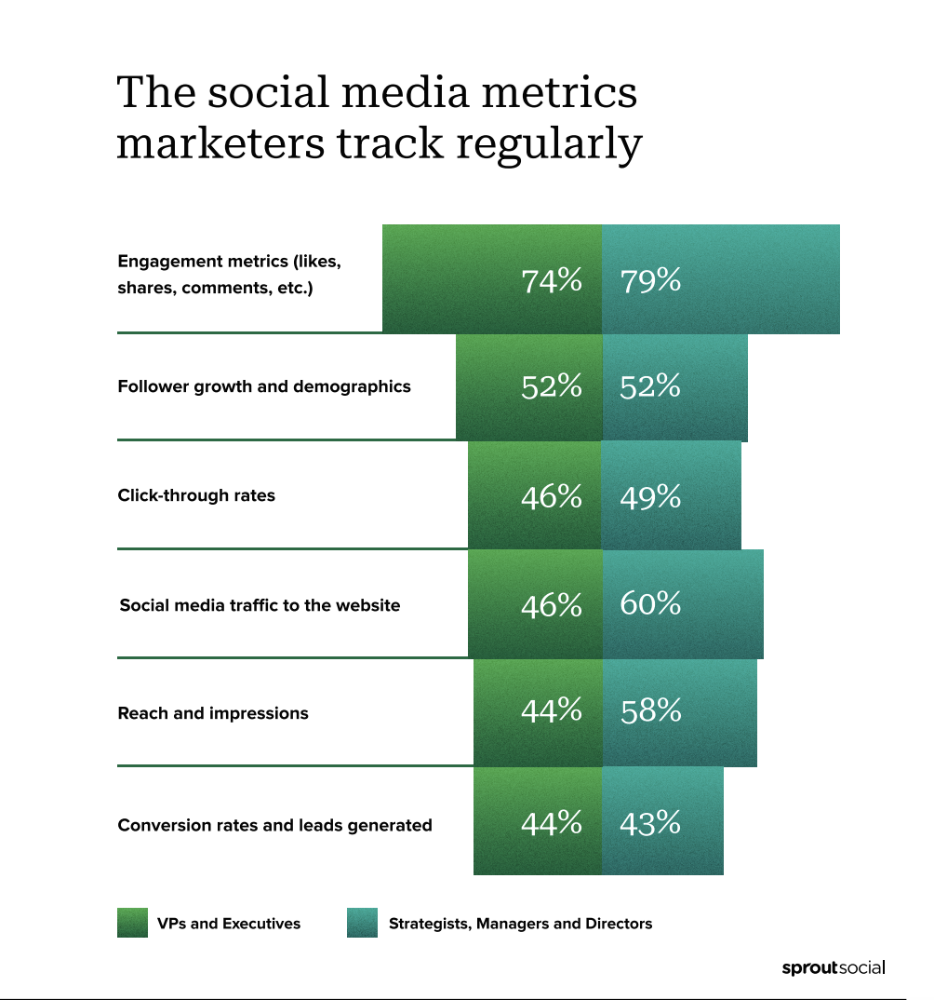 The social media metrics
marketers track regularly
Engagement metrics (likes,
shares, comments, etc.)
74% 79%
Follower growth and demographics 52% 52%
Click-through rates 46% 49%
Social media traffic to the website 46% 60%
Reach and impressions 44% 58%
Conversion rates and leads generated 44% 43%
VPs and Executives Strategists, Managers and Directors
sproutsocial